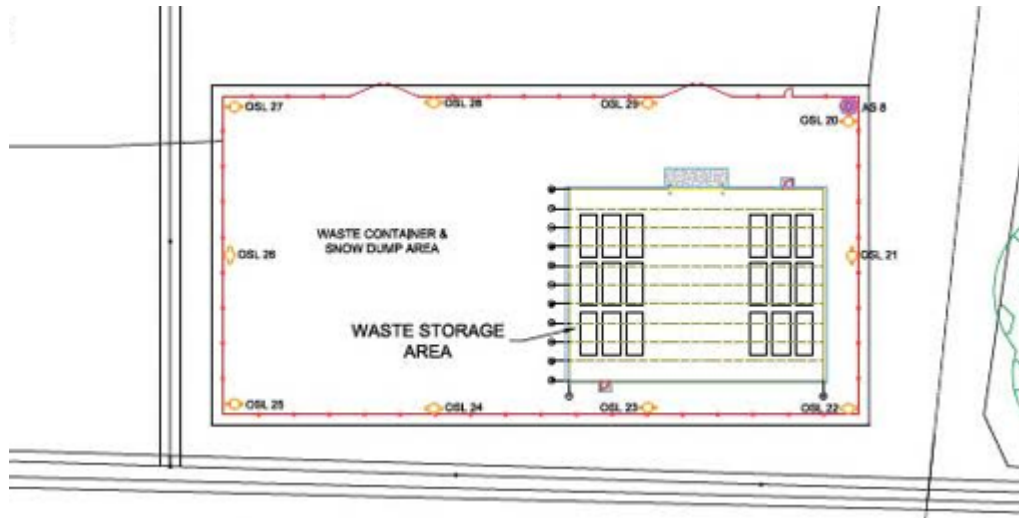 OSL 27
OSL 28
OSL 29
AS 8
OSL 20
WASTE CONTAINER &
SNOW DUMP AREA
OSL 26
OSL 21
WASTE STORAGE
AREA
OSL 25
OSL 24
OSL 23
OSL 22